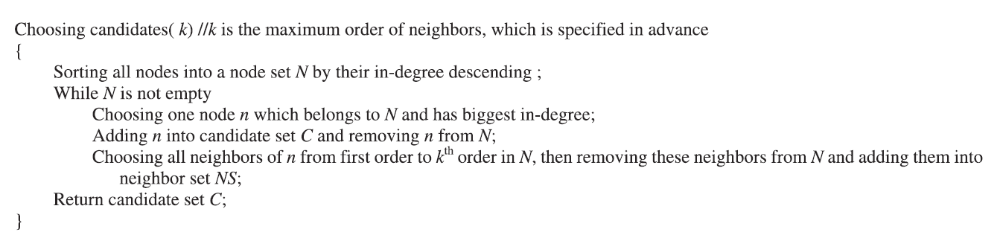 Choosing candidates( k) //k is the maximum order of neighbors, which is specified in advance
{
Sorting all nodes into a node set N by their in-degree descending ;
While N is not empty
Choosing one node n which belongs to N and has biggest in-degree;
Adding n into candidate set C and removing n from N;
Choosing all neighbors of n from first order to kth order in N, then removing these neighbors from N and adding them into
neighbor set NS;
Return candidate set C;
}